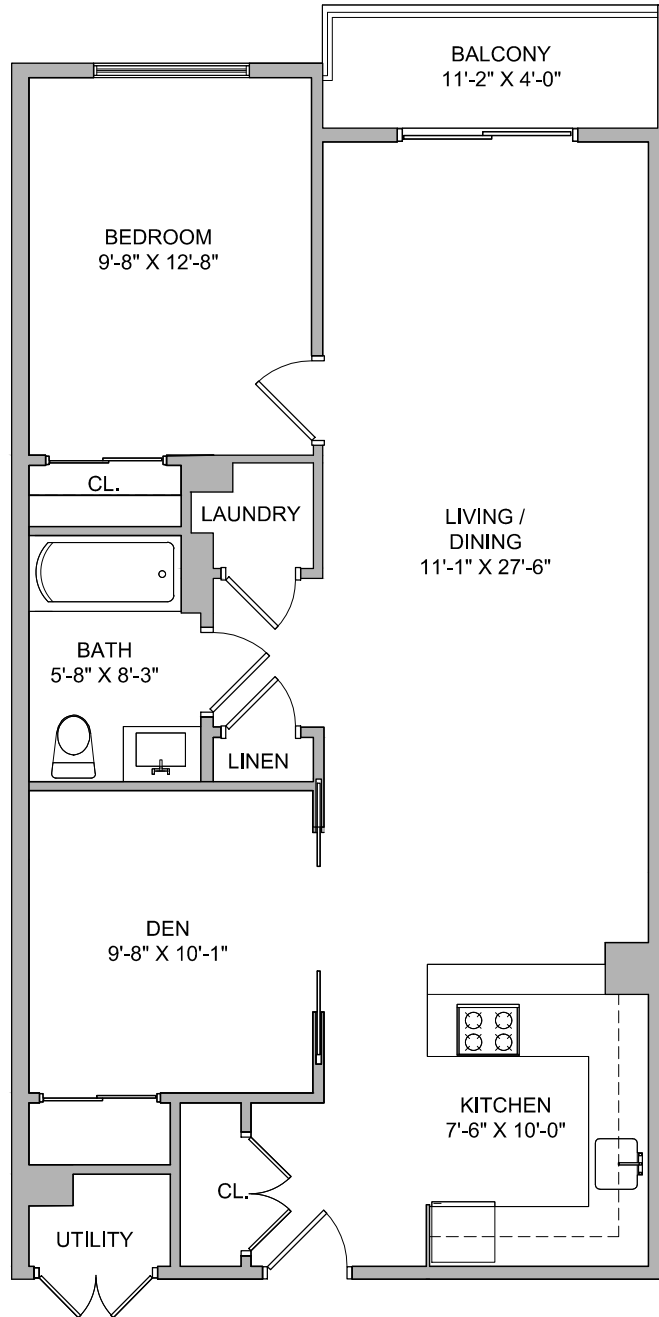 BALCONY
11'-2" X 4'-0"
BEDROOM
9'-8" X 12'-8"
CL.
LAUNDRY
LIVING /
DINING
11'-1" X 27'-6"
BATH
5'-8" X 8'-3"
LINEN
DEN
9'-8" X 10'-1"
KITCHEN
7'-6" X 10'-0"
CL.
UTILITY